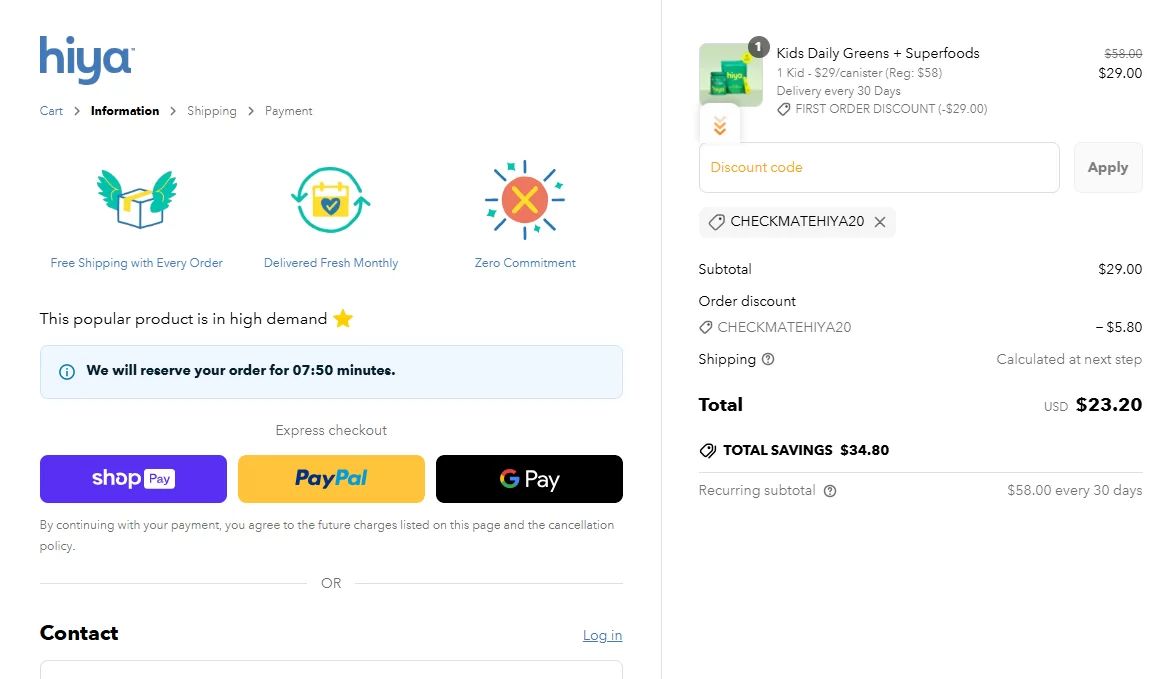 hiya™
Cart > Information > Shipping > Payment
Free Shipping with Every Order
Delivered Fresh Monthly
Zero Commitment
This popular product is in high demand ⭐
We will reserve your order for 07:50 minutes.
Express checkout
shop Pay
PayPal
G Pay
By continuing with your payment, you agree to the future charges listed on this page and the cancellation
policy.
OR
Contact
Log in
1
hiya
Kids Daily Greens + Superfoods
$58.00
1 Kid - $29/canister (Reg: $58)
$29.00
Delivery every 30 Days
FIRST ORDER DISCOUNT (-$29.00)
Discount code
Apply
CHECKMATEHIYA20
Subtotal
$29.00
Order discount
CHECKMATEHIYA20
– $5.80
Shipping
Calculated at next step
Total
USD $23.20
TOTAL SAVINGS $34.80
Recurring subtotal
$58.00 every 30 days